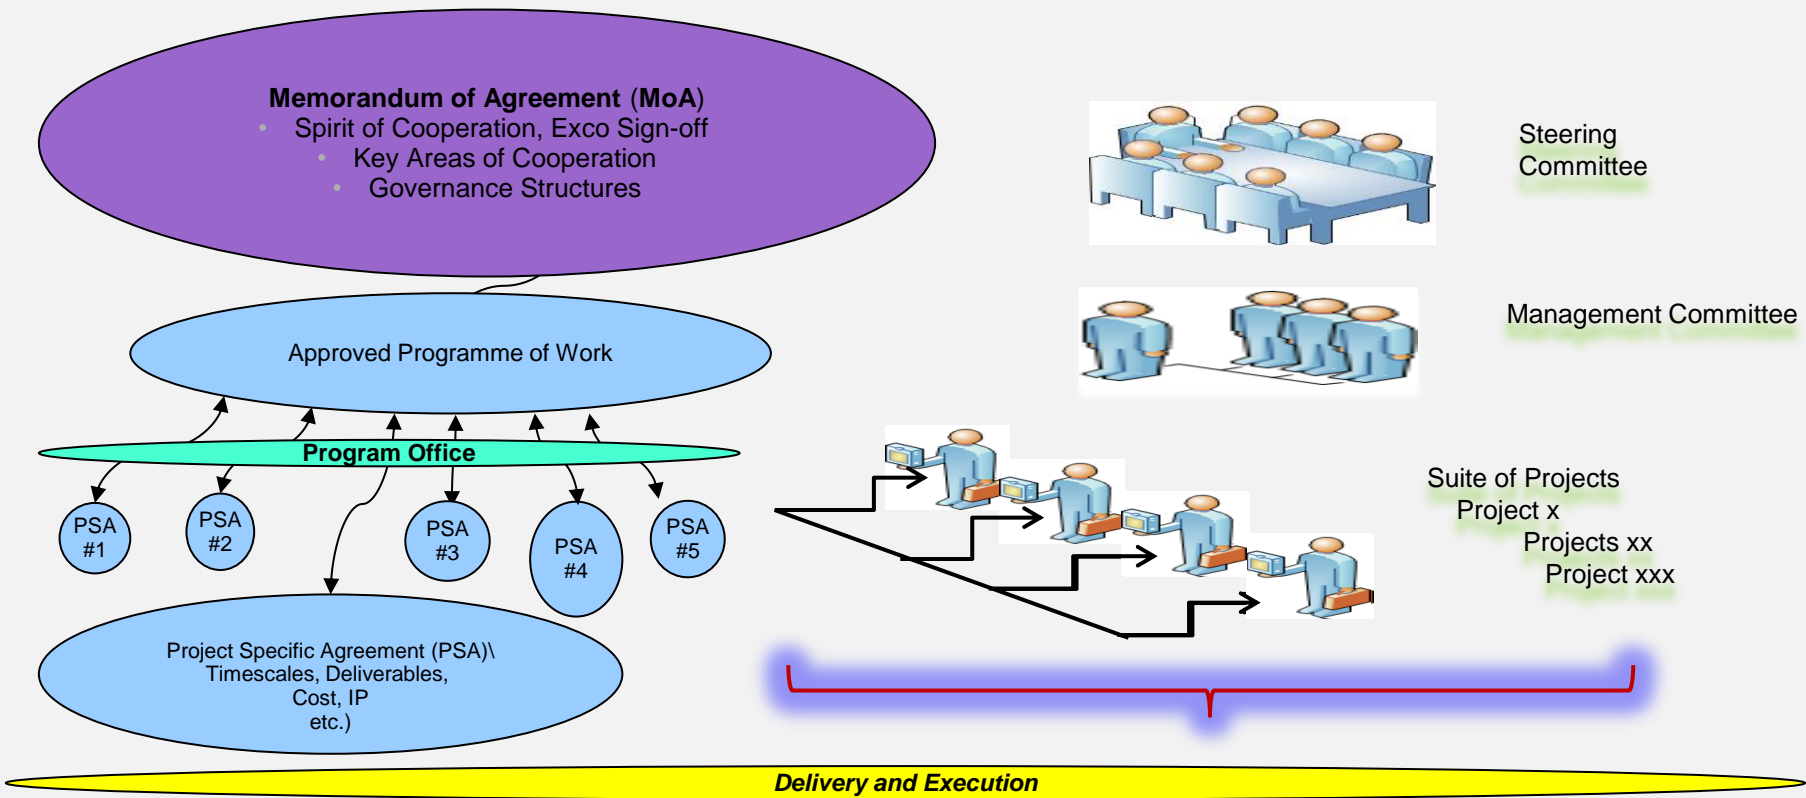 Memorandum of Agreement (MoA)
• Spirit of Cooperation, Exco Sign-off
• Key Areas of Cooperation
• Governance Structures
Steering
Committee
Approved Programme of Work
Management Committee
Program Office
PSA
#1
PSA
#2
PSA
#3
PSA
#4
PSA
#5
Suite of Projects
Project x
Projects xx
Project xxx
Project Specific Agreement (PSA)\
Timescales, Deliverables,
Cost, IP
etc.)
Delivery and Execution